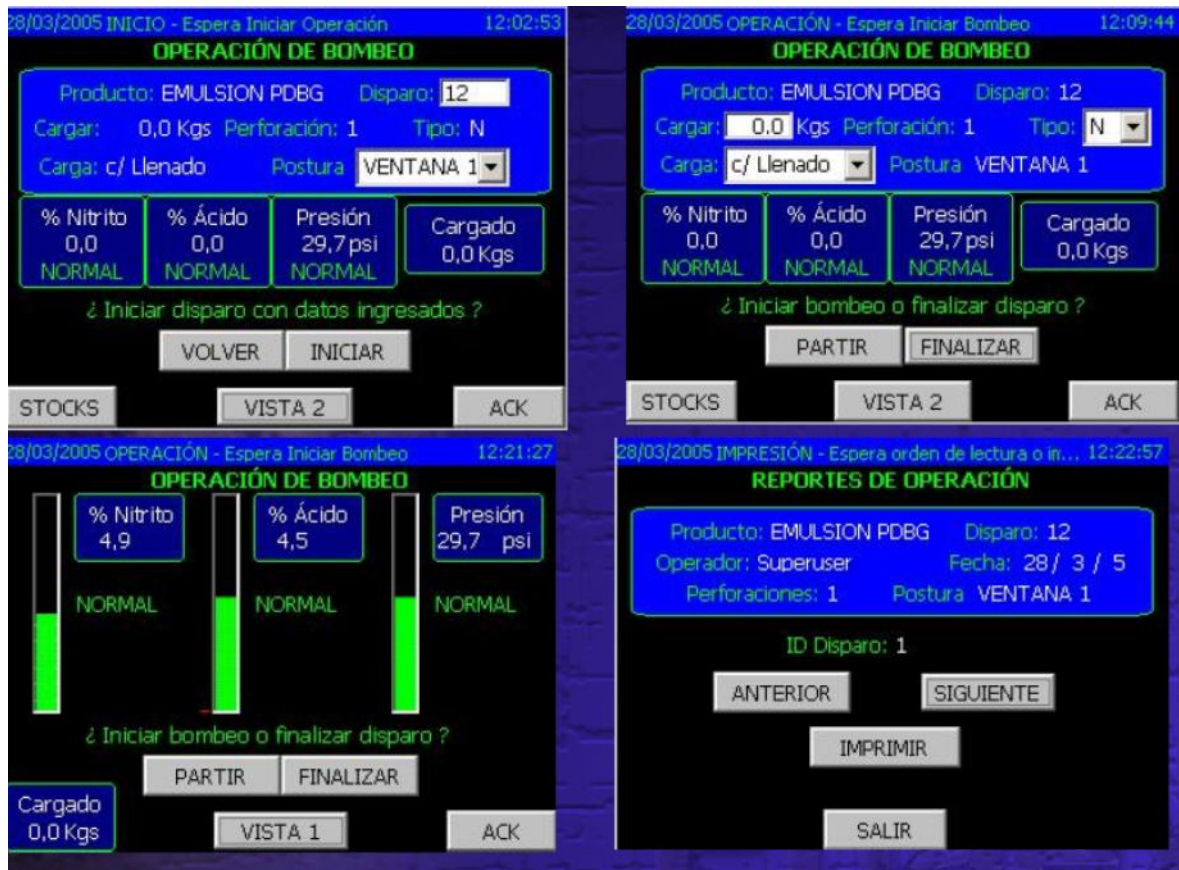 28/03/2005 INICIO - Espera Iniciar Operación 12:02:53
OPERACIÓN DE BOMBEO
Producto: EMULSION PDBG Disparo: 12
Cargar: 0,0 Kgs Perforación: 1 Tipo: N
Carga: c/ Llenado Postura VENTANA 1
% Nitrito % Ácido Presión Cargado
0,0 0,0 29,7 psi 0,0 Kgs
NORMAL NORMAL NORMAL
¿ Iniciar disparo con datos ingresados ?
VOLVER INICIAR
STOCKS VISTA 2 ACK
28/03/2005 OPERACIÓN - Espera Iniciar Bombeo 12:09:44
OPERACIÓN DE BOMBEO
Producto: EMULSION PDBG Disparo: 12
Cargar: 0.0 Kgs Perforación: 1 Tipo: N
Carga: c/ Llenado Postura VENTANA 1
% Nitrito % Ácido Presión Cargado
0,0 0,0 29,7 psi 0,0 Kgs
NORMAL NORMAL NORMAL
¿ Iniciar bombeo o finalizar disparo ?
PARTIR FINALIZAR
STOCKS VISTA 2 ACK
28/03/2005 OPERACIÓN - Espera Iniciar Bombeo 12:21:27
OPERACIÓN DE BOMBEO
% Nitrito % Ácido Presión
4,9 4,5 29,7 psi
NORMAL NORMAL NORMAL
¿ Iniciar bombeo o finalizar disparo ?
PARTIR FINALIZAR
Cargado
0,0 Kgs VISTA 1 ACK
28/03/2005 IMPRESIÓN - Espera orden de lectura o im... 12:22:57
REPORTES DE OPERACIÓN
Producto: EMULSION PDBG Disparo: 12
Operador: Superuser Fecha: 28/ 3 / 5
Perforaciones: 1 Postura VENTANA 1
ID Disparo: 1
ANTERIOR SIGUIENTE
IMPRIMIR
SALIR